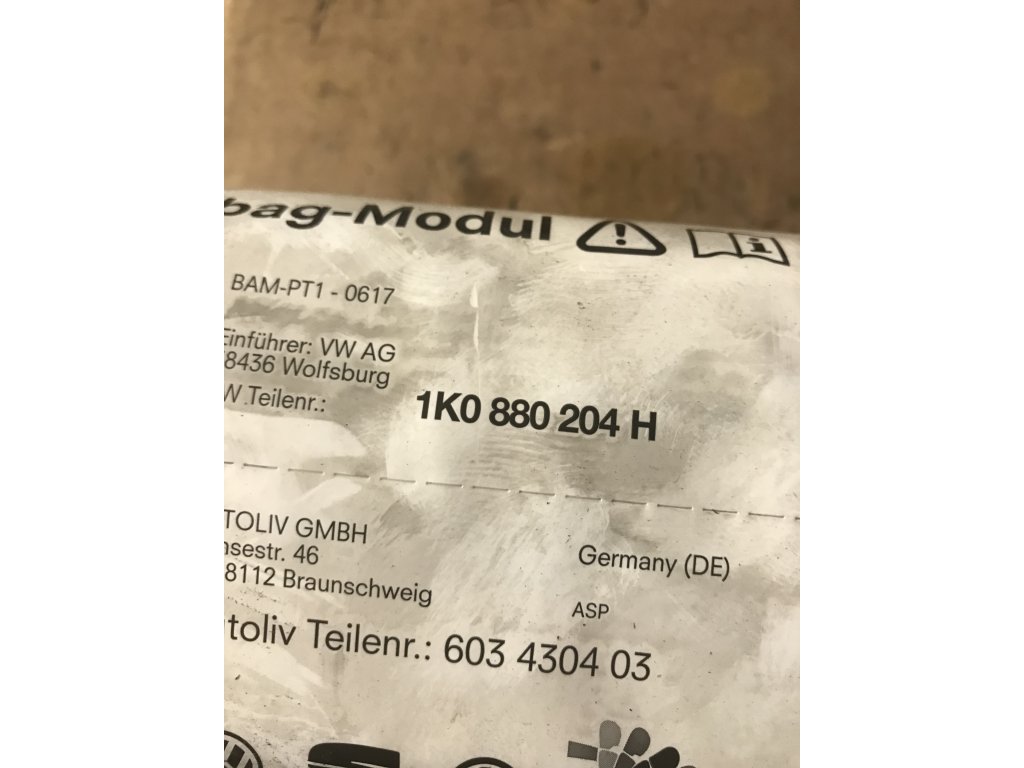 bag-Modul
BAM-PT1 - 0617
Einführer: VW AG
8436 Wolfsburg
W Teilenr.: 1K0 880 204 H
TOLIV GMBH
nsestr. 46 Germany (DE)
8112 Braunschweig
ASP
toliv Teilenr.: 603 4304 03